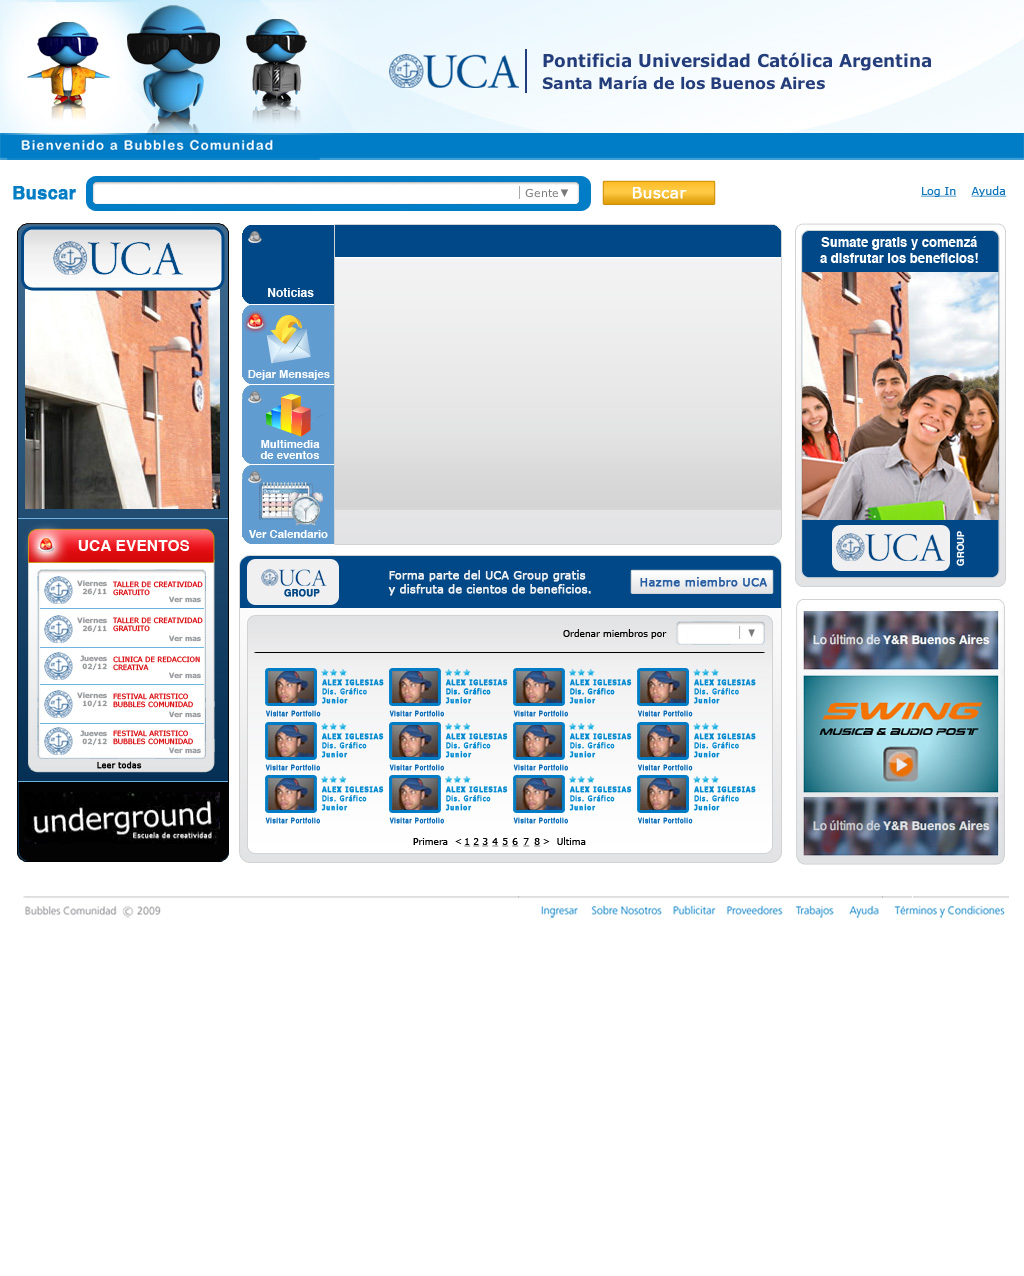 UCA
Pontificia Universidad Católica Argentina
Santa María de los Buenos Aires
Bienvenido a Bubbles Comunidad
Buscar
Gente▼
Buscar
Log In
Ayuda
UCA
UCA
UCA EVENTOS
Viernes
26/11
TALLER DE CREATIVIDAD
GRATUITO
Ver mas
Viernes
26/11
TALLER DE CREATIVIDAD
GRATUITO
Ver mas
Jueves
02/12
CLINICA DE REDACCION
CREATIVA
Ver mas
Viernes
10/12
FESTIVAL ARTISTICO
BUBBLES COMUNIDAD
Ver mas
Jueves
02/12
FESTIVAL ARTISTICO
BUBBLES COMUNIDAD
Ver mas
Leer todas
underground
Escuela de creatividad
Noticias
Dejar Mensajes
Multimedia
de eventos
Ver Calendario
UCA
GROUP
Forma parte del UCA Group gratis
y disfruta de cientos de beneficios.
Hazme miembro UCA
Ordenar miembros por
ALEX IGLESIAS
Dis. Gráfico
Junior
Visitar Portfolio
ALEX IGLESIAS
Dis. Gráfico
Junior
Visitar Portfolio
ALEX IGLESIAS
Dis. Gráfico
Junior
Visitar Portfolio
ALEX IGLESIAS
Dis. Gráfico
Junior
Visitar Portfolio
ALEX IGLESIAS
Dis. Gráfico
Junior
Visitar Portfolio
ALEX IGLESIAS
Dis. Gráfico
Junior
Visitar Portfolio
ALEX IGLESIAS
Dis. Gráfico
Junior
Visitar Portfolio
ALEX IGLESIAS
Dis. Gráfico
Junior
Visitar Portfolio
ALEX IGLESIAS
Dis. Gráfico
Junior
Visitar Portfolio
ALEX IGLESIAS
Dis. Gráfico
Junior
Visitar Portfolio
ALEX IGLESIAS
Dis. Gráfico
Junior
Visitar Portfolio
ALEX IGLESIAS
Dis. Gráfico
Junior
Visitar Portfolio
Primera < 1 2 3 4 5 6 7 8 > Ultima
Sumate gratis y comenzá
a disfrutar los beneficios!
UCA
UCA
GROUP
Lo último de Y&R Buenos Aires
SWING
MUSICA & AUDIO POST
Lo último de Y&R Buenos Aires
Bubbles Comunidad © 2009
Ingresar
Sobre Nosotros
Publicitar
Proveedores
Trabajos
Ayuda
Términos y Condiciones